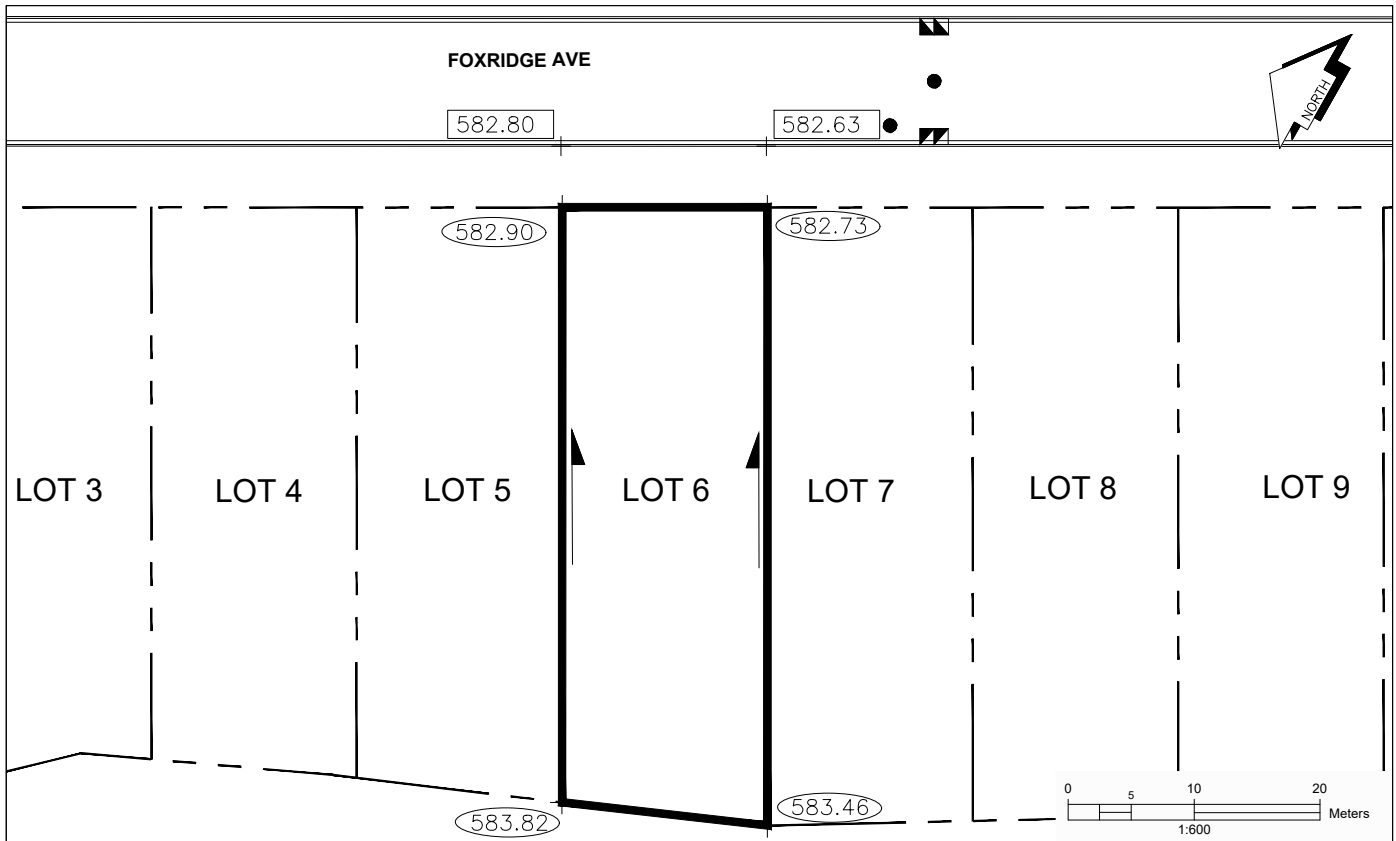 FOXRIDGE AVE
NORTH
582.80
582.63
582.90
582.73
LOT 3
LOT 4
LOT 5
LOT 6
LOT 7
LOT 8
LOT 9
583.82
583.46
0 5 10 20
Meters
1:600